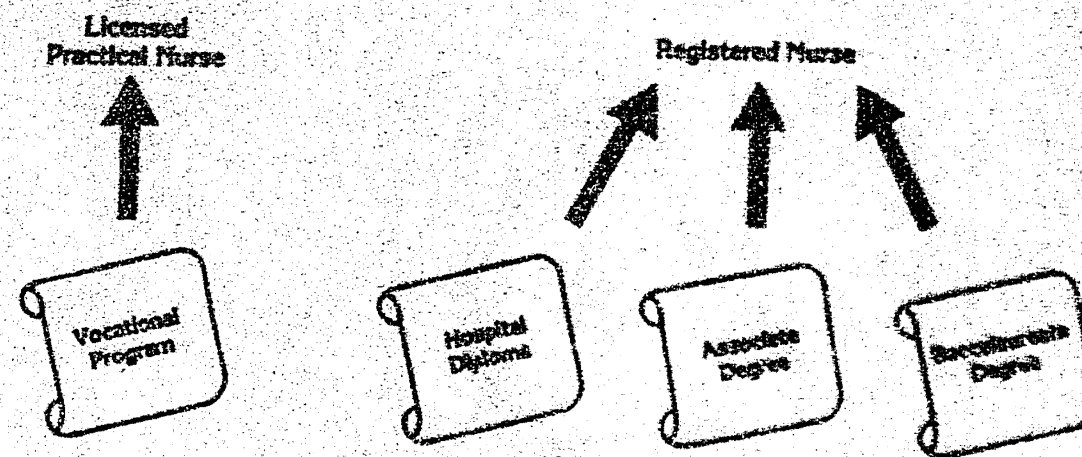 Licensed
Practical Nurse
Registered Nurse
Vocational
Program
Hospital
Diploma
Associate
Degree
Baccalaureate
Degree